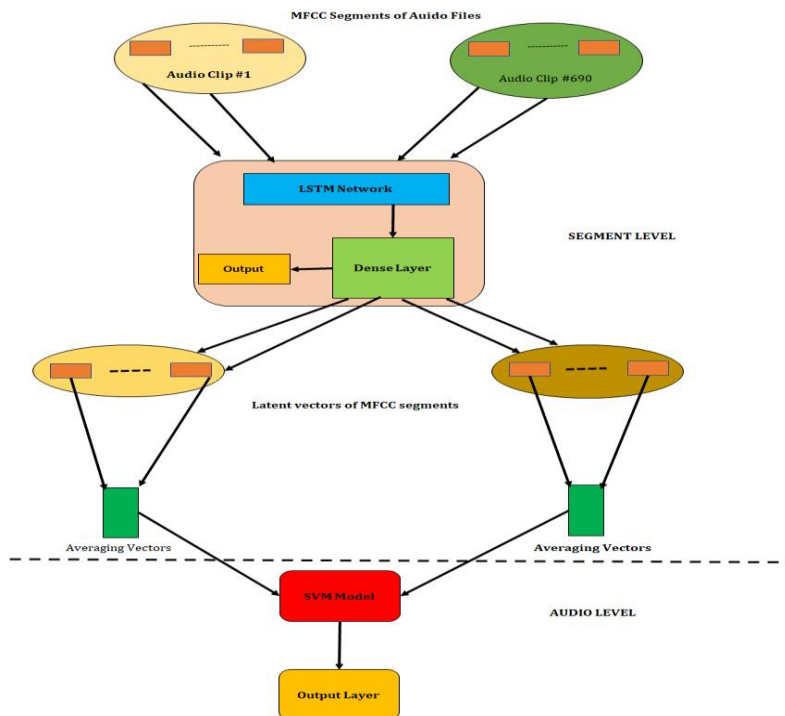 MFCC Segments of Auido Files
Audio Clip #1
Audio Clip #690
LSTM Network
SEGMENT LEVEL
Output
Dense Layer
Latent vectors of MFCC segments
Averaging Vectors
Averaging Vectors
SVM Model
AUDIO LEVEL
Output Layer